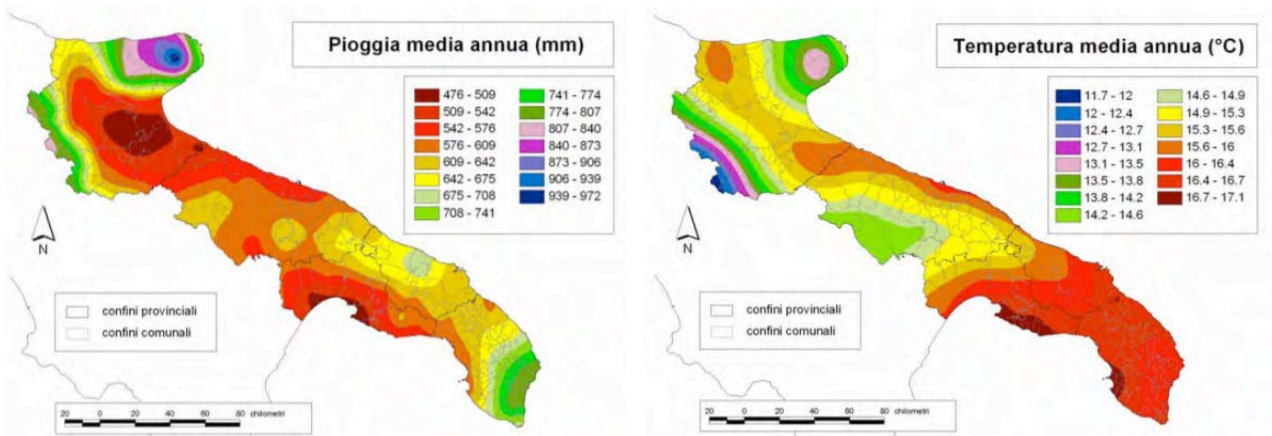 Pioggia media annua (mm)
476 - 509
509 - 542
542 - 576
576 - 609
609 - 642
642 - 675
675 - 708
708 - 741
741 - 774
774 - 807
807 - 840
840 - 873
873 - 906
906 - 939
939 - 972
N
confini provinciali
confini comunali
20 0 20 40 60 80 chilometri
Temperatura media annua (°C)
11.7 - 12
12 - 12.4
12.4 - 12.7
12.7 - 13.1
13.1 - 13.5
13.5 - 13.8
13.8 - 14.2
14.2 - 14.6
14.6 - 14.9
14.9 - 15.3
15.3 - 15.6
15.6 - 16
16 - 16.4
16.4 - 16.7
16.7 - 17.1
N
confini provinciali
confini comunali
20 0 20 40 60 80 chilometri